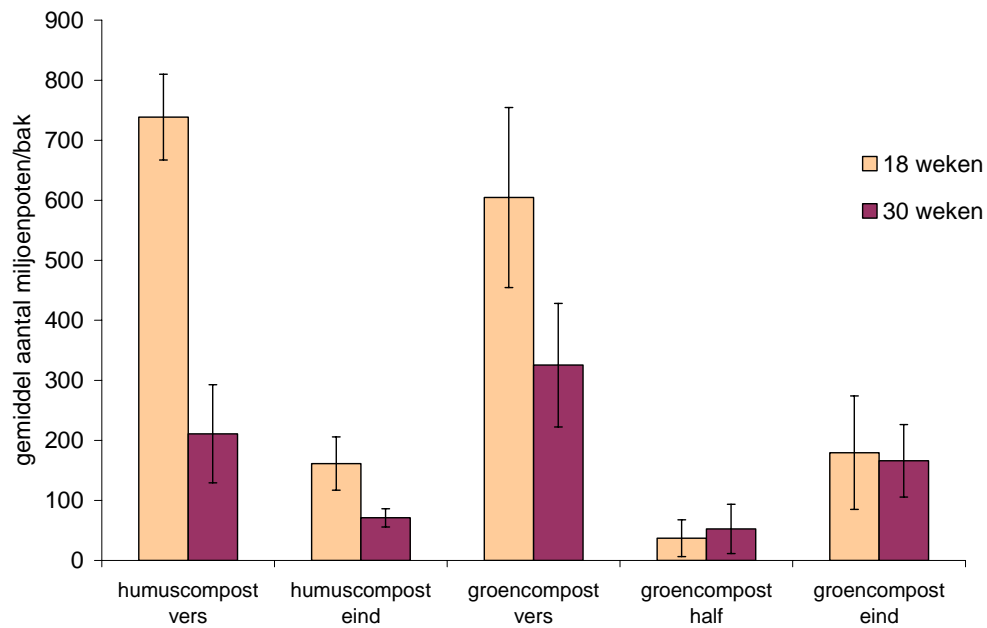 900
800
700
600
500
400
300
200
100
0
gemiddel aantal miljoenpoten/bak
18 weken
30 weken
humuscompost
vers
humuscompost
eind
groencompost
vers
groencompost
half
groencompost
eind